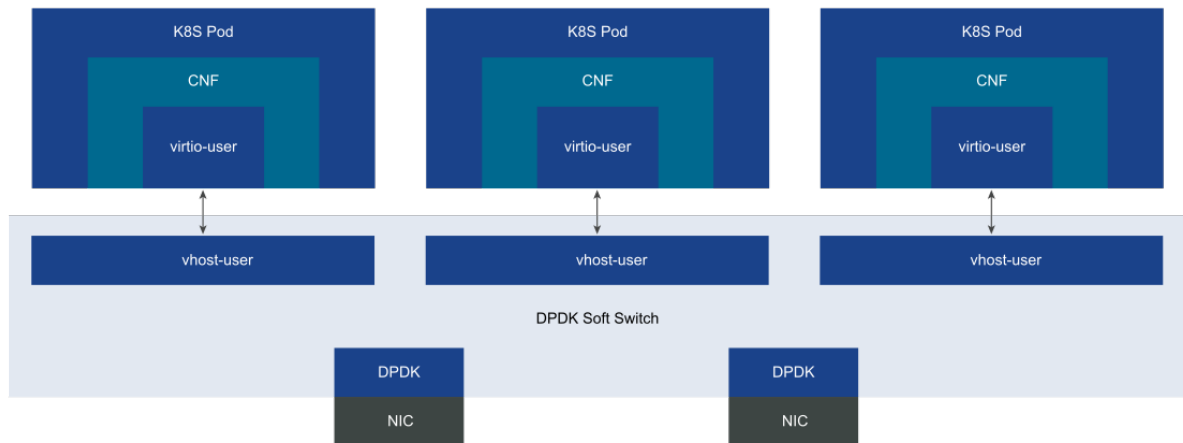 K8S Pod
K8S Pod
K8S Pod
CNF
CNF
CNF
virtio-user
virtio-user
virtio-user
vhost-user
vhost-user
vhost-user
DPDK Soft Switch
DPDK
DPDK
NIC
NIC